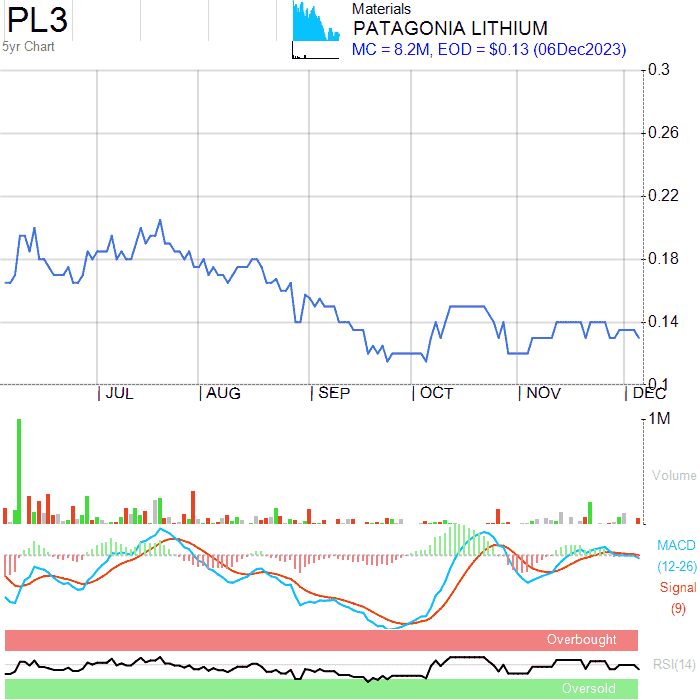 PL3
5yr Chart
Materials
PATAGONIA LITHIUM
MC = 8.2M, EOD = $0.13 (06Dec2023)
0.3
0.26
0.22
0.18
0.14
0.1
JUL
AUG
SEP
OCT
NOV
DEC
1M
Volume
MACD
(12-26)
Signal
(9)
Overbought
RSI(14)
Oversold